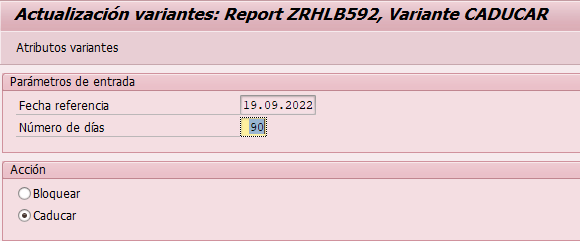 Actualización variantes: Report ZRHLB592, Variante CADUCAR
Atributos variantes
Parámetros de entrada
Fecha referencia 19.09.2022
Número de días 90
Acción
Bloquear
Caducar